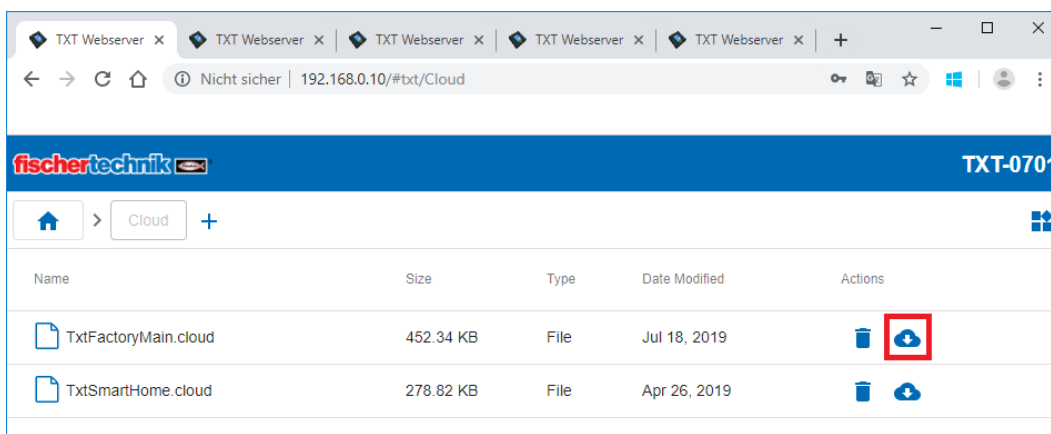 TXT Webserver TXT Webserver TXT Webserver TXT Webserver TXT Webserver
Nicht sicher | 192.168.0.10/#txt/Cloud
fischertechnik TXT-0701
Cloud
Name Size Type Date Modified Actions
TxtFactoryMain.cloud 452.34 KB File Jul 18, 2019
TxtSmartHome.cloud 278.82 KB File Apr 26, 2019